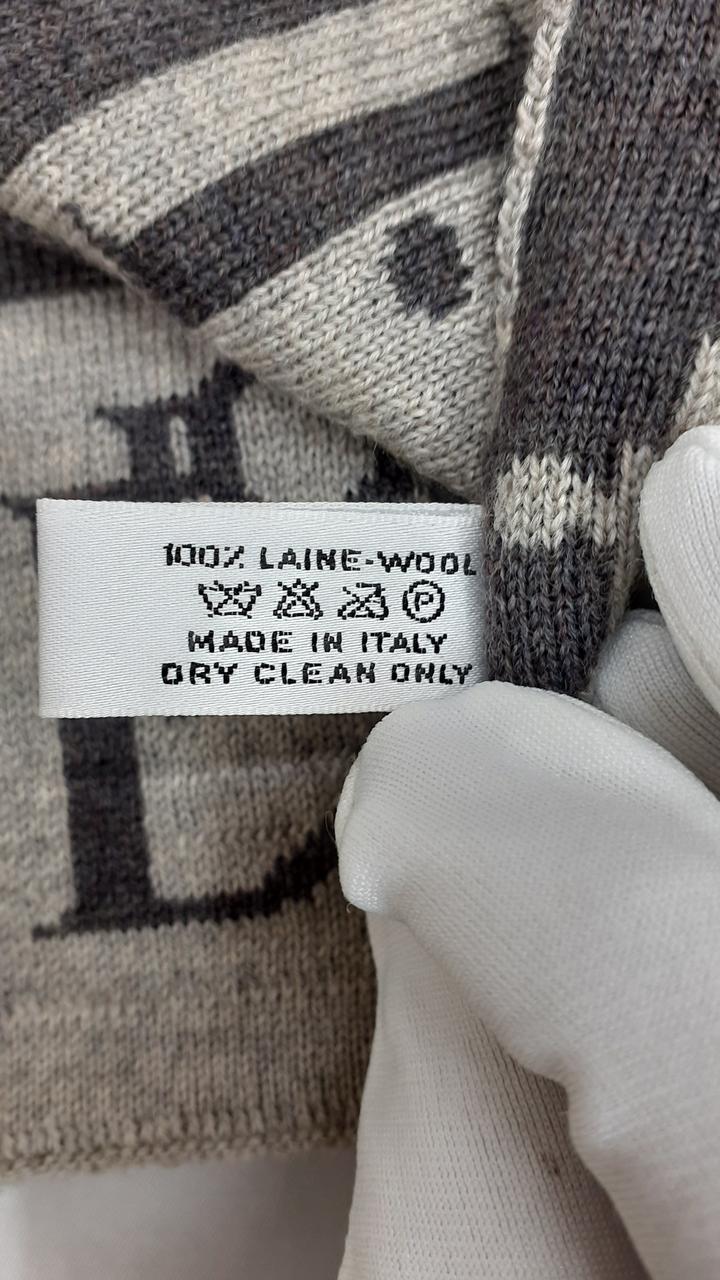 100% LAINE-WOOL
P
MADE IN ITALY
DRY CLEAN ONLY
L